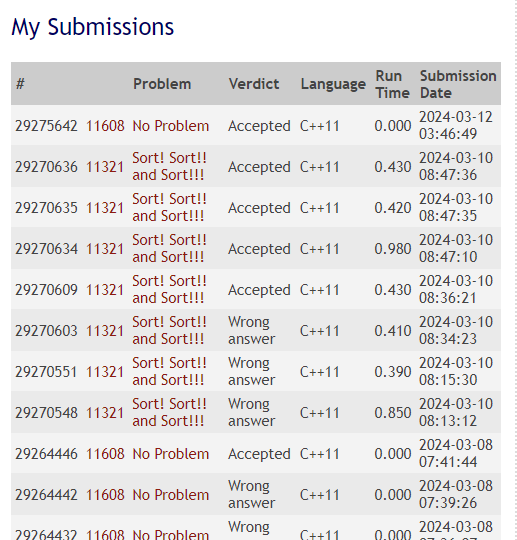 My Submissions
# Problem Verdict Language Run Time Submission Date
29275642 11608 No Problem Accepted C++11 0.000 2024-03-12 03:46:49
29270636 11321 Sort! Sort!! and Sort!!! Accepted C++11 0.430 2024-03-10 08:47:36
29270635 11321 Sort! Sort!! and Sort!!! Accepted C++11 0.420 2024-03-10 08:47:35
29270634 11321 Sort! Sort!! and Sort!!! Accepted C++11 0.980 2024-03-10 08:47:10
29270609 11321 Sort! Sort!! and Sort!!! Accepted C++11 0.430 2024-03-10 08:36:21
29270603 11321 Sort! Sort!! and Sort!!! Wrong answer C++11 0.410 2024-03-10 08:34:23
29270551 11321 Sort! Sort!! and Sort!!! Wrong answer C++11 0.390 2024-03-10 08:15:30
29270548 11321 Sort! Sort!! and Sort!!! Wrong answer C++11 0.850 2024-03-10 08:13:12
29264446 11608 No Problem Accepted C++11 0.000 2024-03-08 07:41:44
29264442 11608 No Problem Wrong answer C++11 0.000 2024-03-08 07:39:26
29264432 11608 No Problem Wrong C++11 0.000 2024-03-08